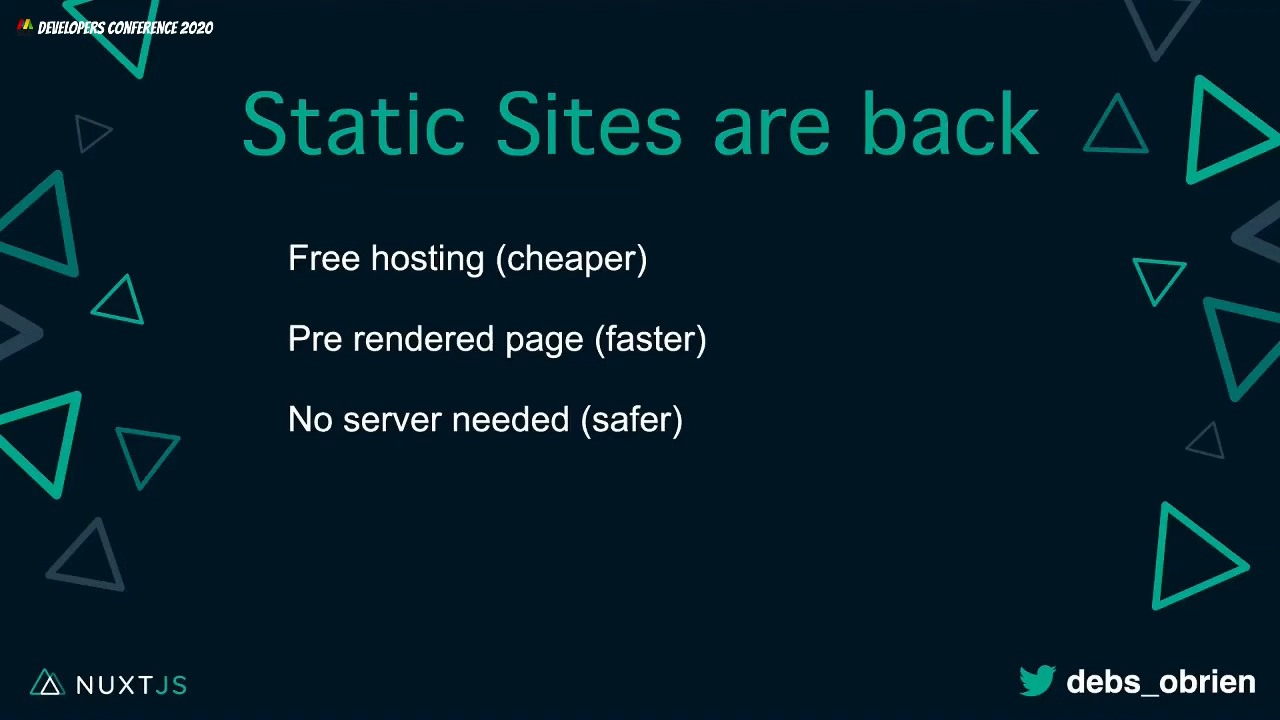 DEVELOPERS CONFERENCE 2020
Static Sites are back
Free hosting (cheaper)
Pre rendered page (faster)
No server needed (safer)
NUXTJS
debs_obrien